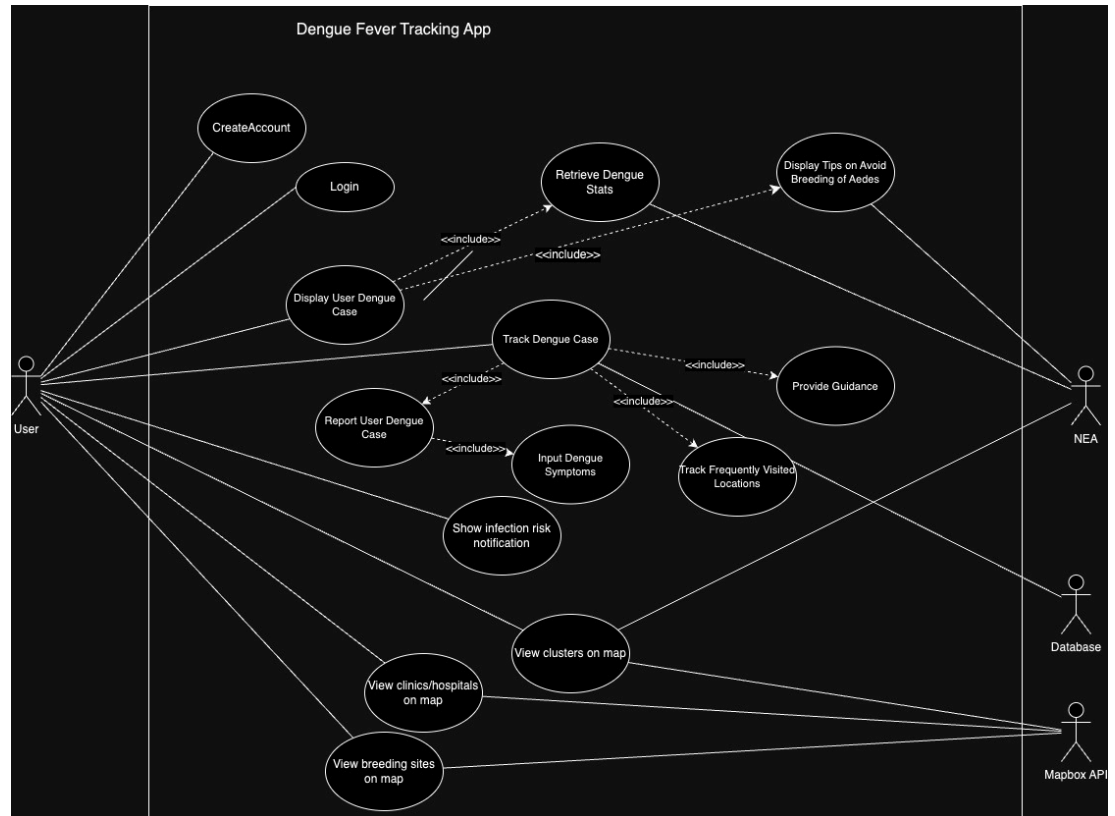 Dengue Fever Tracking App
CreateAccount
Login
Retrieve Dengue
Stats
Display Tips on Avoid
Breeding of Aedes
<<include>>
<<include>>
Display User Dengue
Case
Track Dengue Case
<<include>>
Provide Guidance
<<include>>
<<include>>
Report User Dengue
Case
<<include>>
Input Dengue
Symptoms
Track Frequently Visited
Locations
User
NEA
Show infection risk
notification
View clusters on map
Database
View clinics/hospitals
on map
View breeding sites
on map
Mapbox API